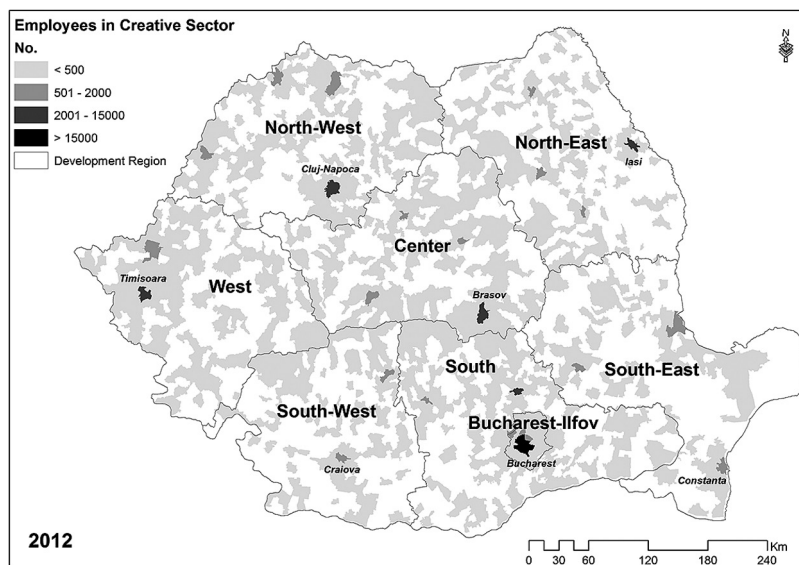 Employees in Creative Sector
No.
< 500
501 - 2000
2001 - 15000
> 15000
Development Region
N
North-West
Cluj-Napoca
North-East
Iasi
Center
Timisoara
West
Brasov
South
South-East
South-West
Bucharest-Ilfov
Craiova
Bucharest
Constanta
2012
Km
0 30 60 120 180 240